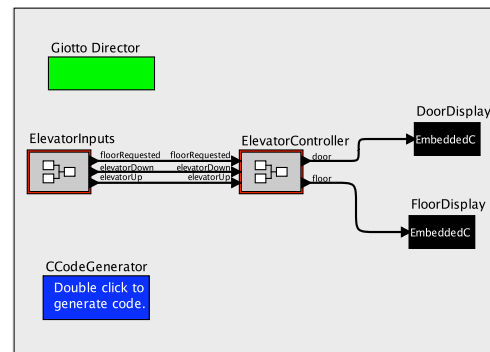 Giotto Director
ElevatorInputs
floorRequested
elevatorDown
elevatorUp
floorRequested
elevatorDown
elevatorUp
ElevatorController
door
floor
DoorDisplay
EmbeddedC
FloorDisplay
EmbeddedC
CCodeGenerator
Double click to
generate code.